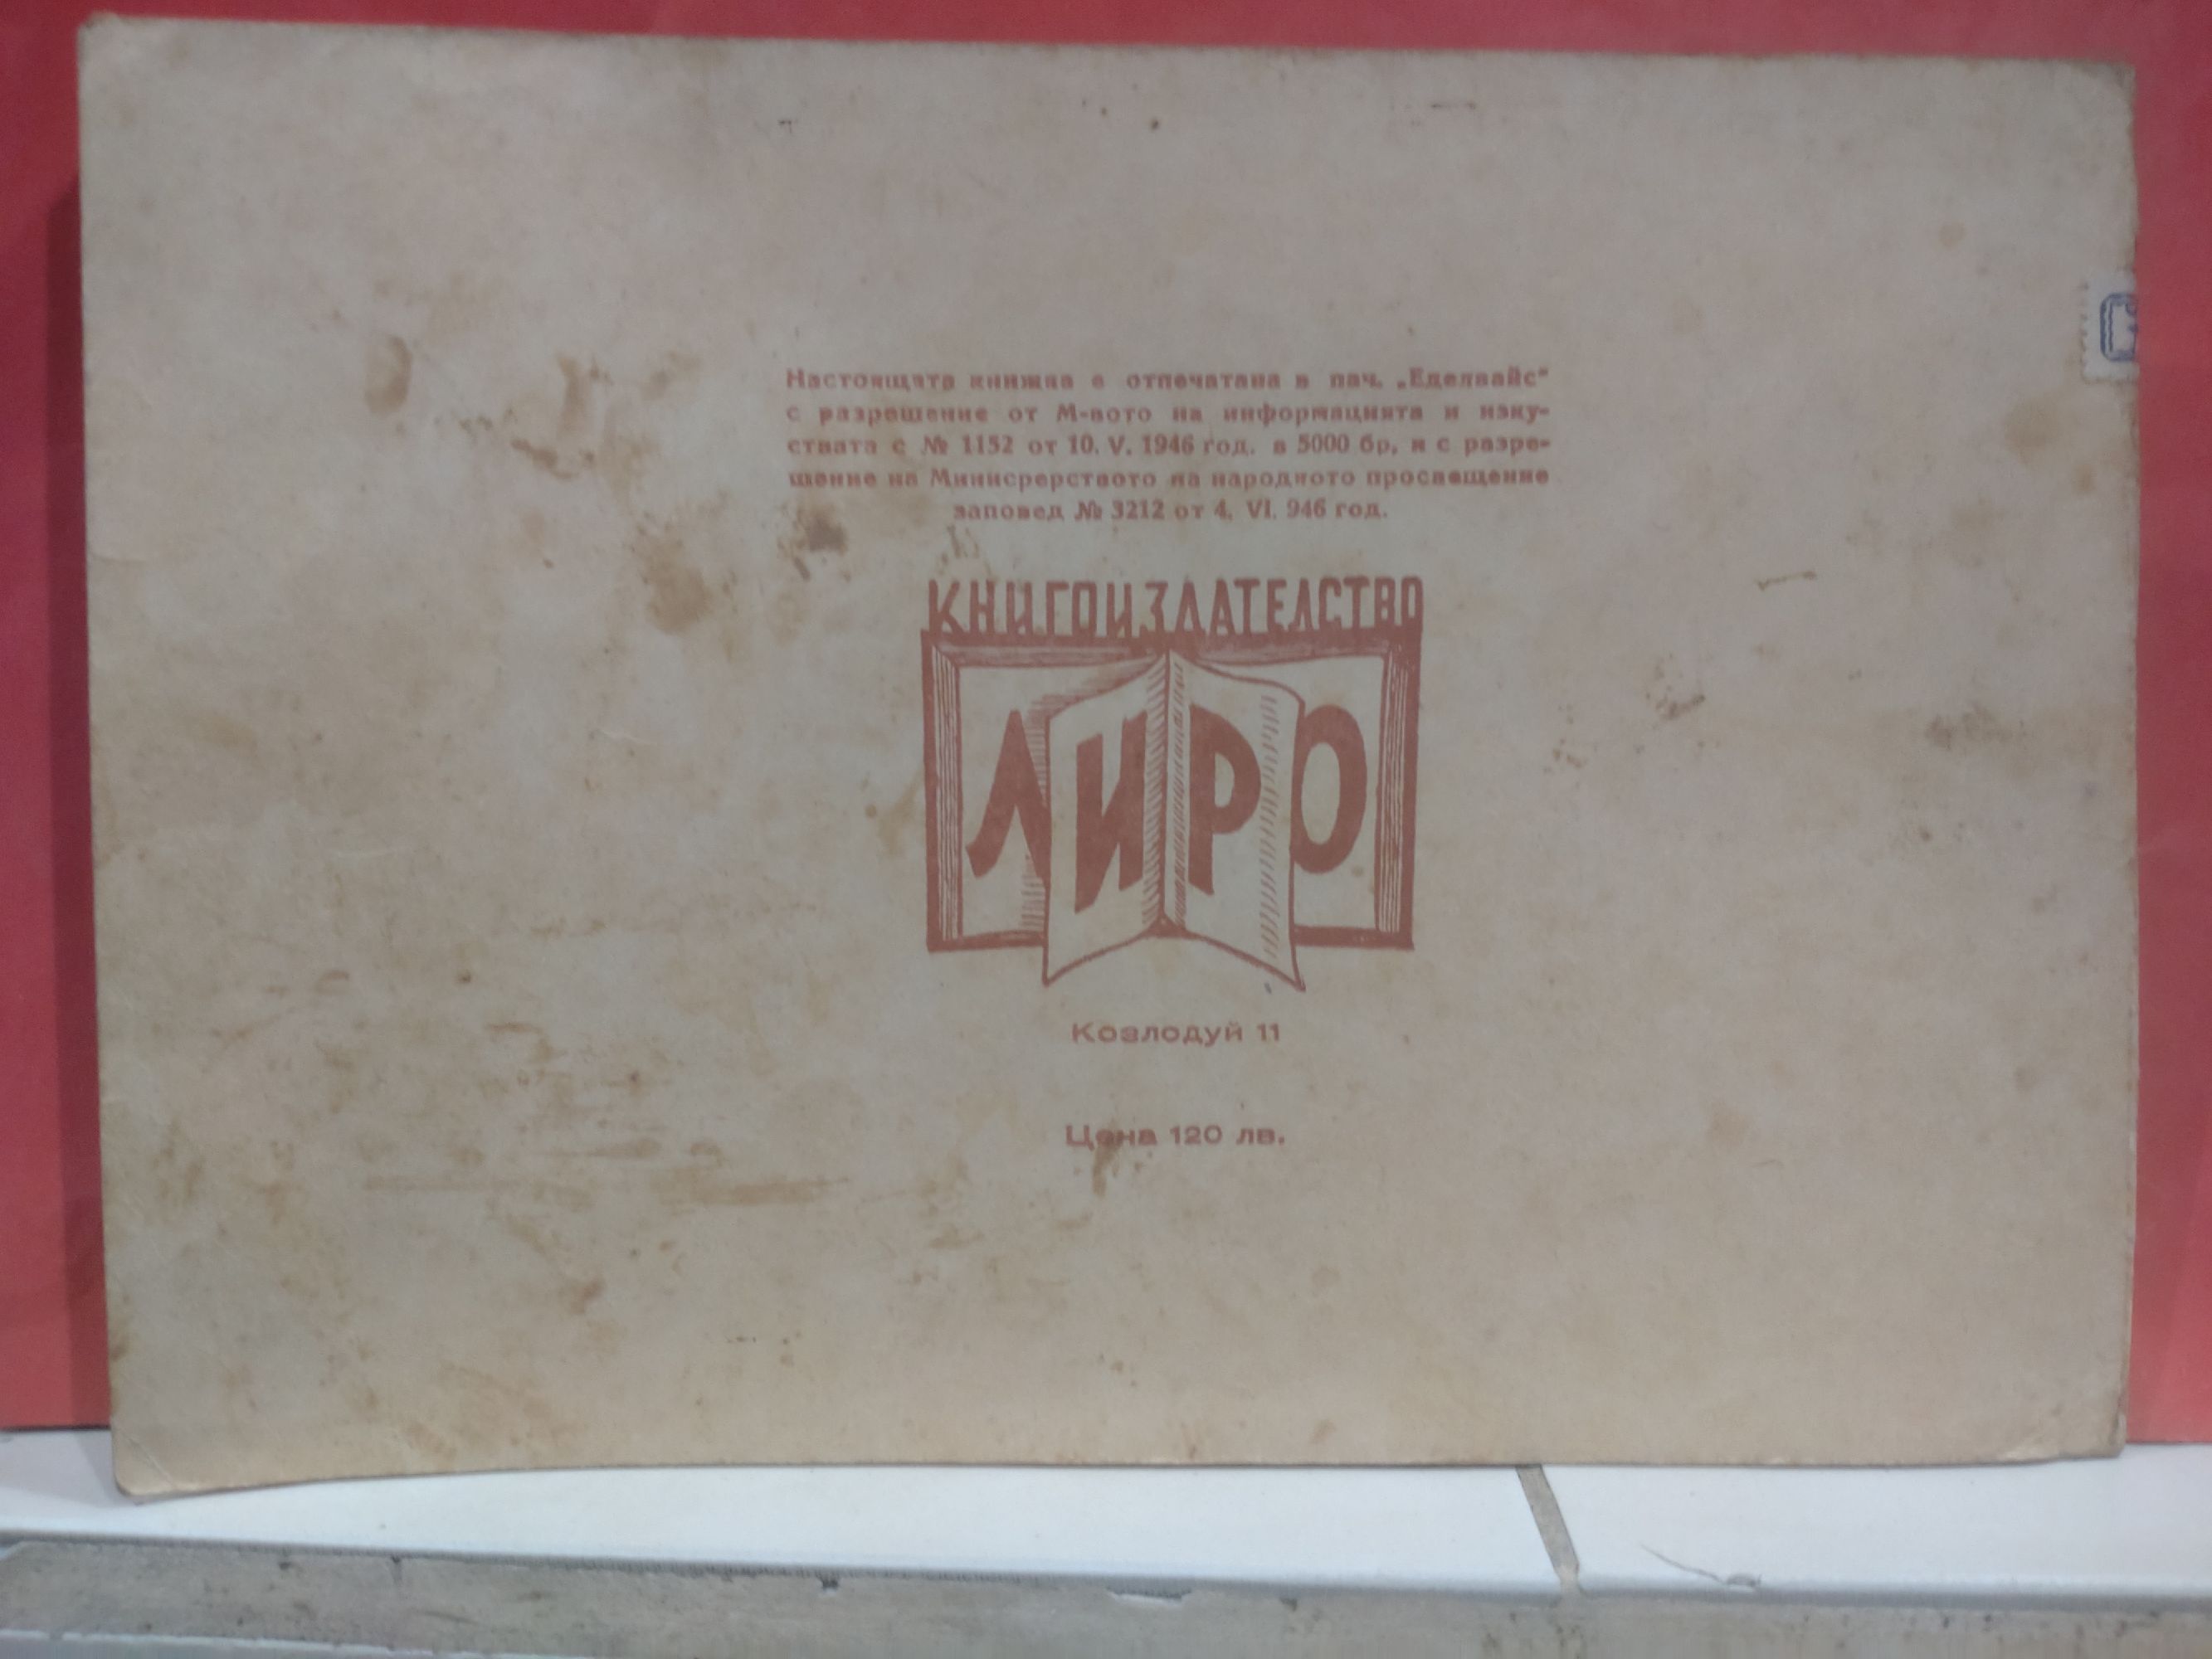 Настоящата книжка е отпечатана в печ. „Еделвайс“
с разрешение от М-вото на информацията и изку-
ствата с № 1152 от 10. V. 1946 год. в 5000 бр, и с разре-
шение на Минисрерството на народното просвещение
заповед № 3212 от 4. VI. 946 год.
КНИГОИЗДАТЕЛСТВО
ЛИРО
Козлодуй 11
Цена 120 лв.